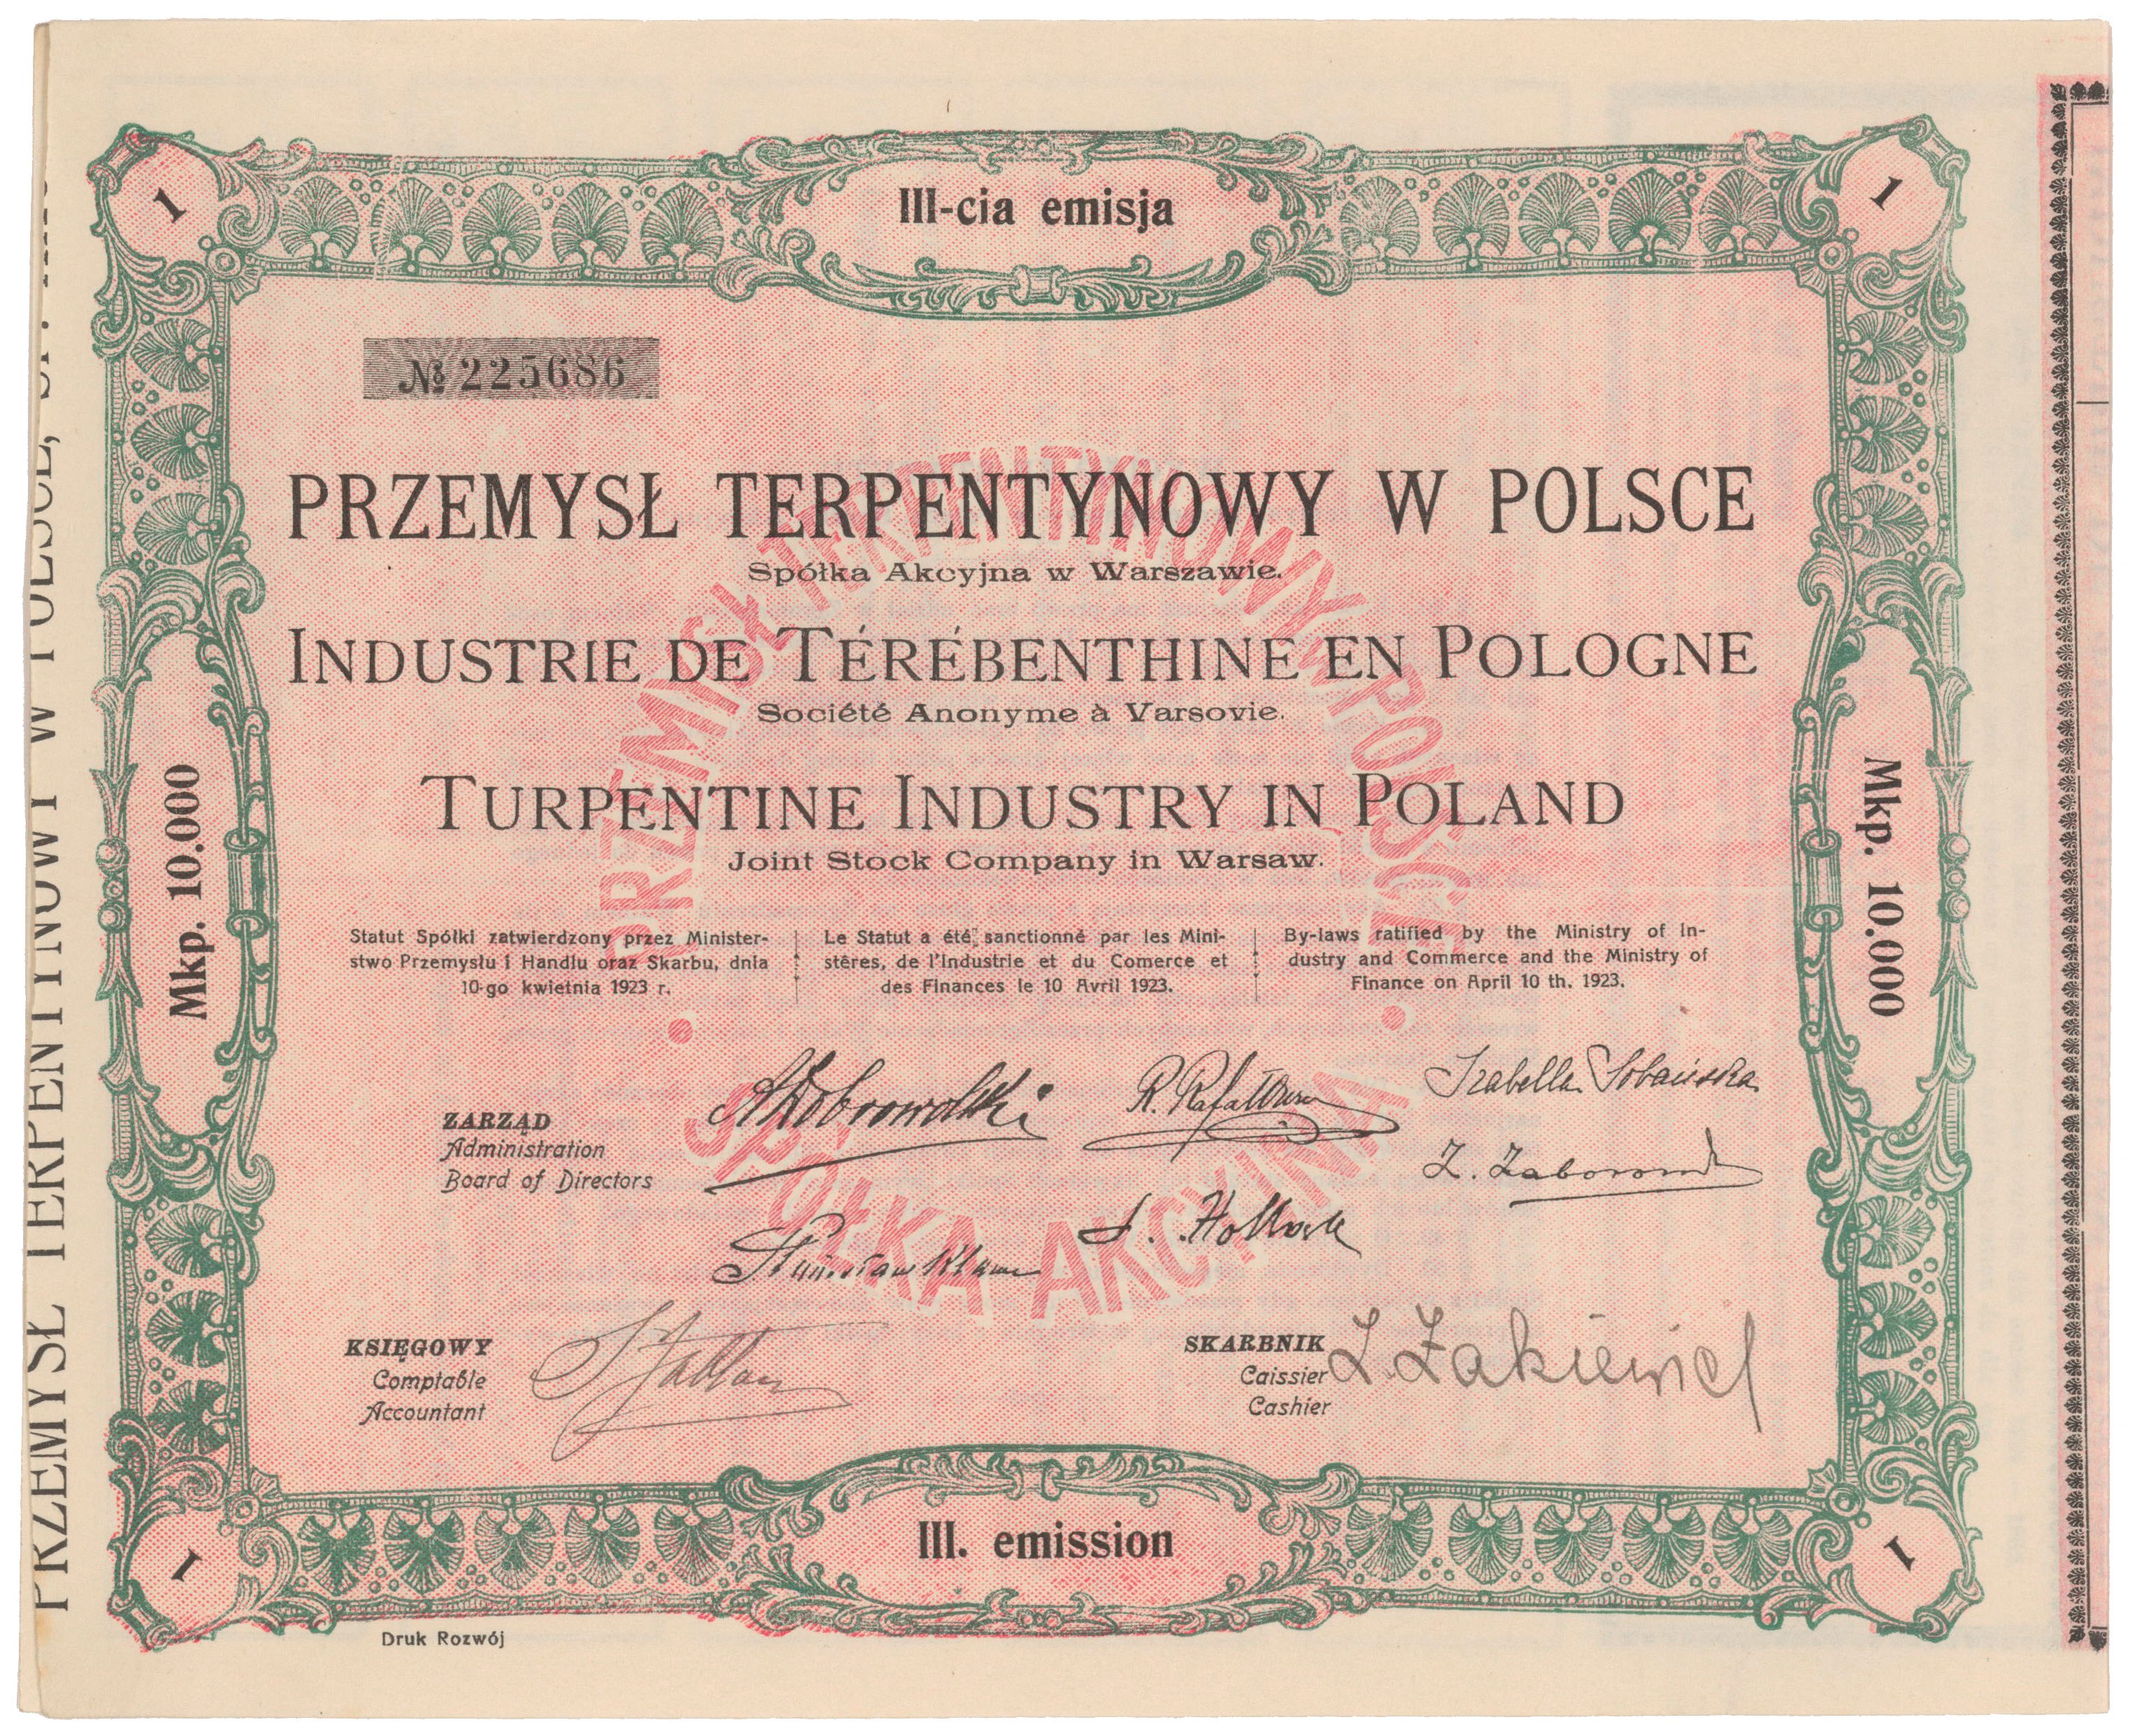 III-cia emisja
1
1
№ 225686
PRZEMYSŁ TERPENTYNOWY W POLSCE
Spółka Akcyjna w Warszawie.
INDUSTRIE DE TÉRÉBENTHINE EN POLOGNE
Société Anonyme à Varsovie.
TURPENTINE INDUSTRY IN POLAND
Joint Stock Company in Warsaw.
PRZEMYSŁ TERPENTYNOWY w POLSCE
• SPÓŁKA AKCYJNA •
Mkp. 10.000
Mkp. 10.000
Statut Spółki zatwierdzony przez Minister-
stwo Przemysłu i Handlu oraz Skarbu, dnia
10-go kwietnia 1923 r.
Le Statut a été sanctionné par les Mini-
stêres, de l'Industrie et du Comerce et
des Finances le 10 Avril 1923.
By-laws ratified by the Ministry of In-
dustry and Commerce and the Ministry of
Finance on April 10 th. 1923.
ZARZĄD
Administration
Board of Directors
Dobrowolski
R.
Izabella Sobańska
Z.
Stanisław
KSIĘGOWY
Comptable
Accountant
SKARBNIK
Caissier
Cashier
Z. Żakiewicz
III. emission
1
1
Druk Rozwój
PRZEMYSŁ TERPENTYNOWY W POLSCE,